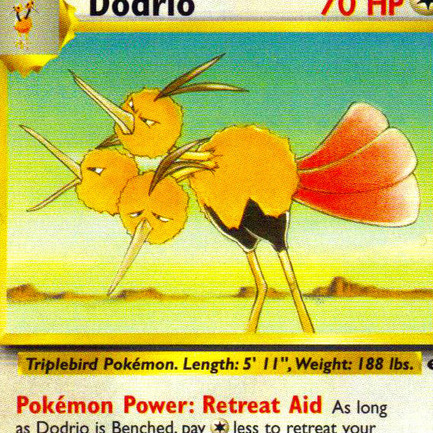 Dodrio 70 HP
Triplebird Pokémon. Length: 5' 11", Weight: 188 lbs.
Pokémon Power: Retreat Aid As long
as Dodrio is Benched, pay less to retreat your